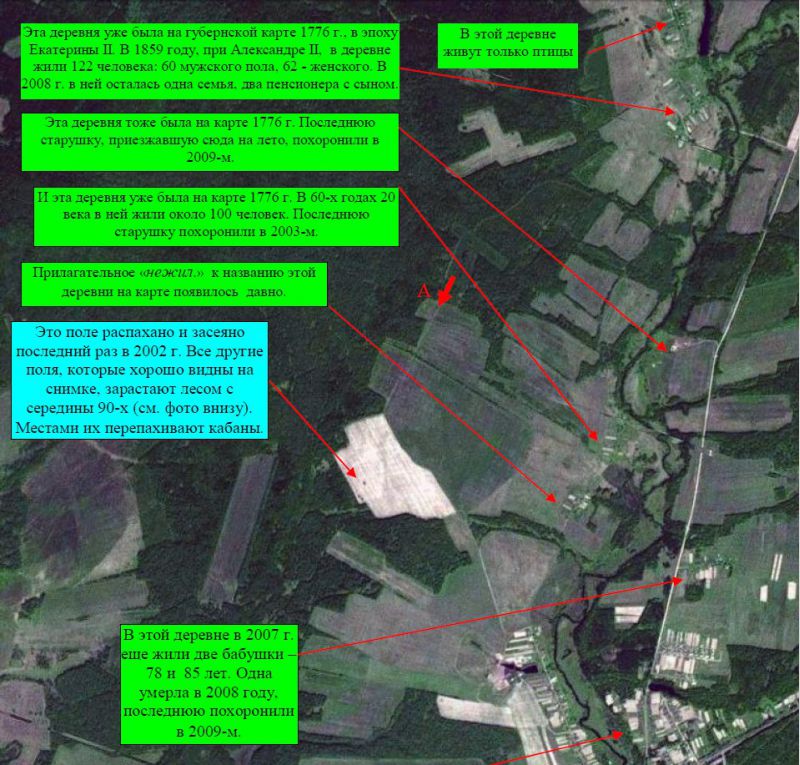 Эта деревня уже была на губернской карте 1776 г., в эпоху
Екатерины II. В 1859 году, при Александре II, в деревне
жили 122 человека: 60 мужского пола, 62 - женского. В
2008 г. в ней осталась одна семья, два пенсионера с сыном.
В этой деревне
живут только птицы
Эта деревня тоже была на карте 1776 г. Последнюю
старушку, приезжавшую сюда на лето, похоронили в
2009-м.
И эта деревня уже была на карте 1776 г. В 60-х годах 20
века в ней жили около 100 человек. Последнюю
старушку похоронили в 2003-м.
Прилагательное «нежил.» к названию этой
деревни на карте появилось давно.
А
Это поле распахано и засеяно
последний раз в 2002 г. Все другие
поля, которые хорошо видны на
снимке, зарастают лесом с
середины 90-х (см. фото внизу).
Местами их перепахивают кабаны.
В этой деревне в 2007 г.
еще жили две бабушки –
78 и 85 лет. Одна
умерла в 2008 году,
последнюю похоронили
в 2009-м.